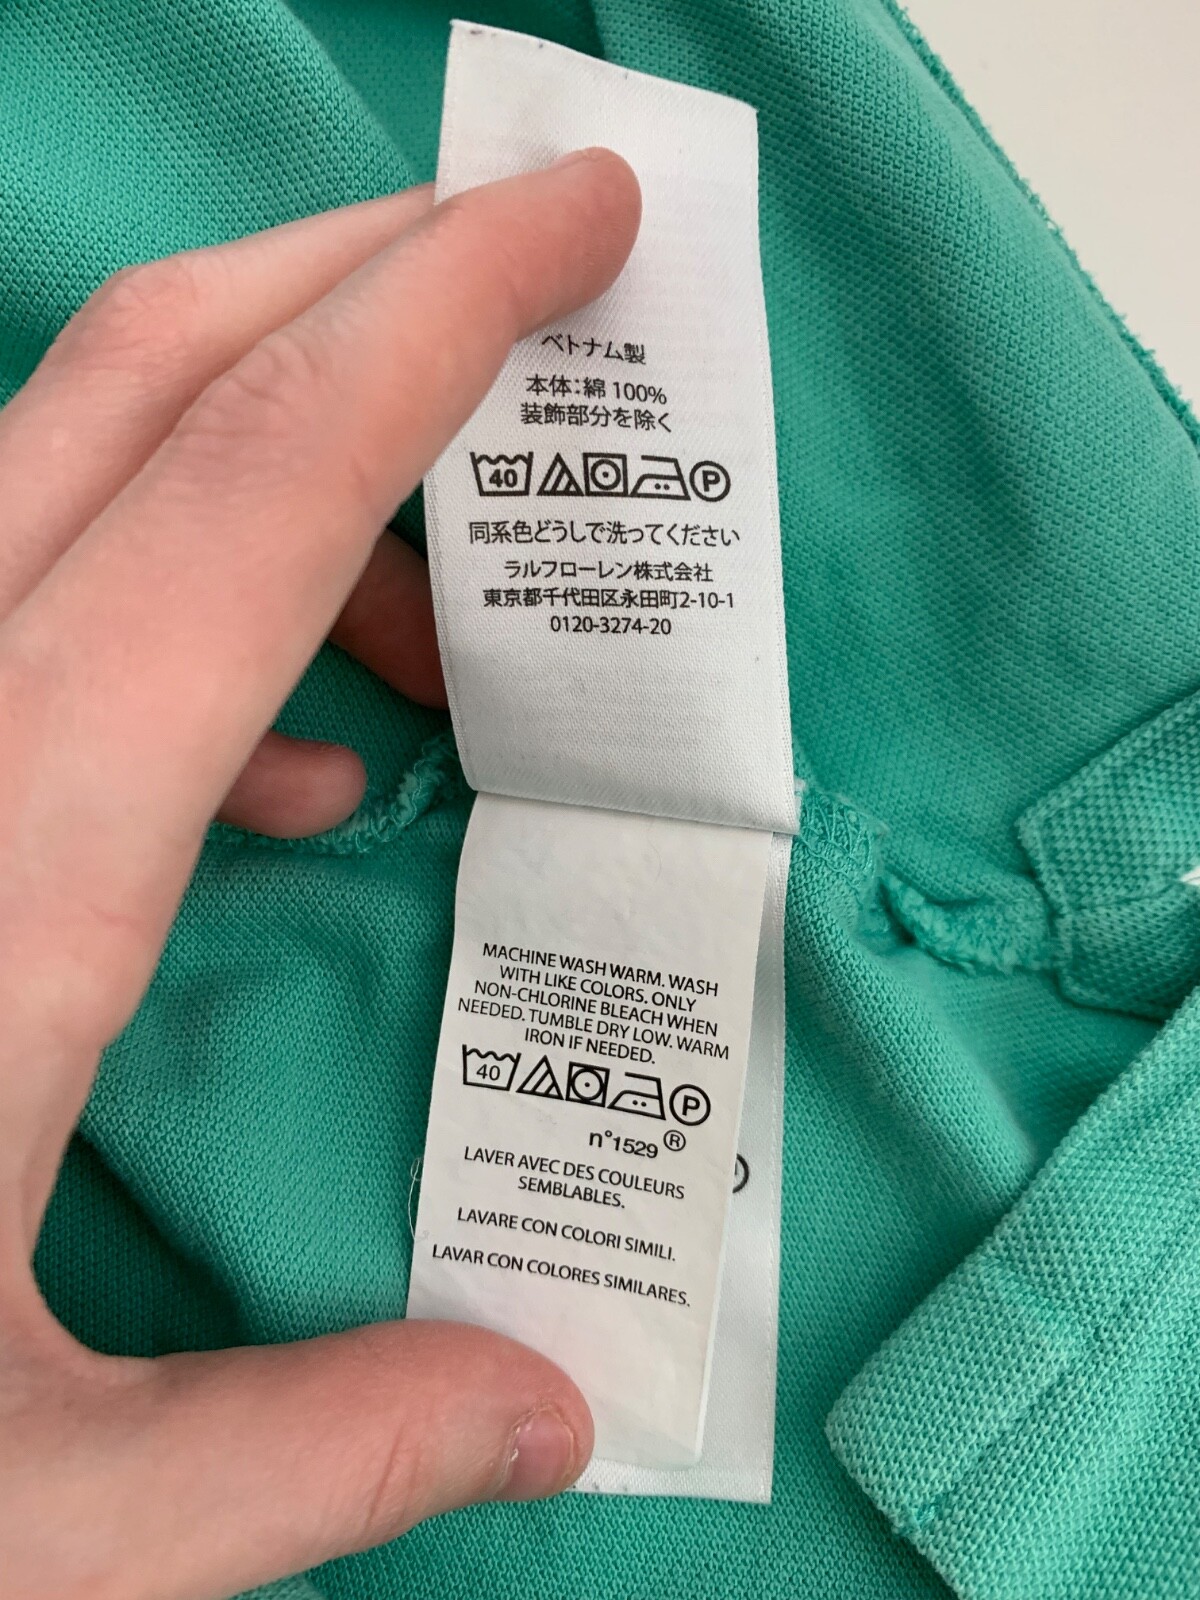 ベトナム製
本体:綿 100%
装飾部分を除く
40 P
同系色どうしで洗ってください
ラルフローレン株式会社
東京都千代田区永田町2-10-1
0120-3274-20
MACHINE WASH WARM. WASH
WITH LIKE COLORS. ONLY
NON-CHLORINE BLEACH WHEN
NEEDED. TUMBLE DRY LOW. WARM
IRON IF NEEDED.
40 P
n°1529 ®
LAVER AVEC DES COULEURS
SEMBLABLES.
LAVARE CON COLORI SIMILI.
LAVAR CON COLORES SIMILARES.